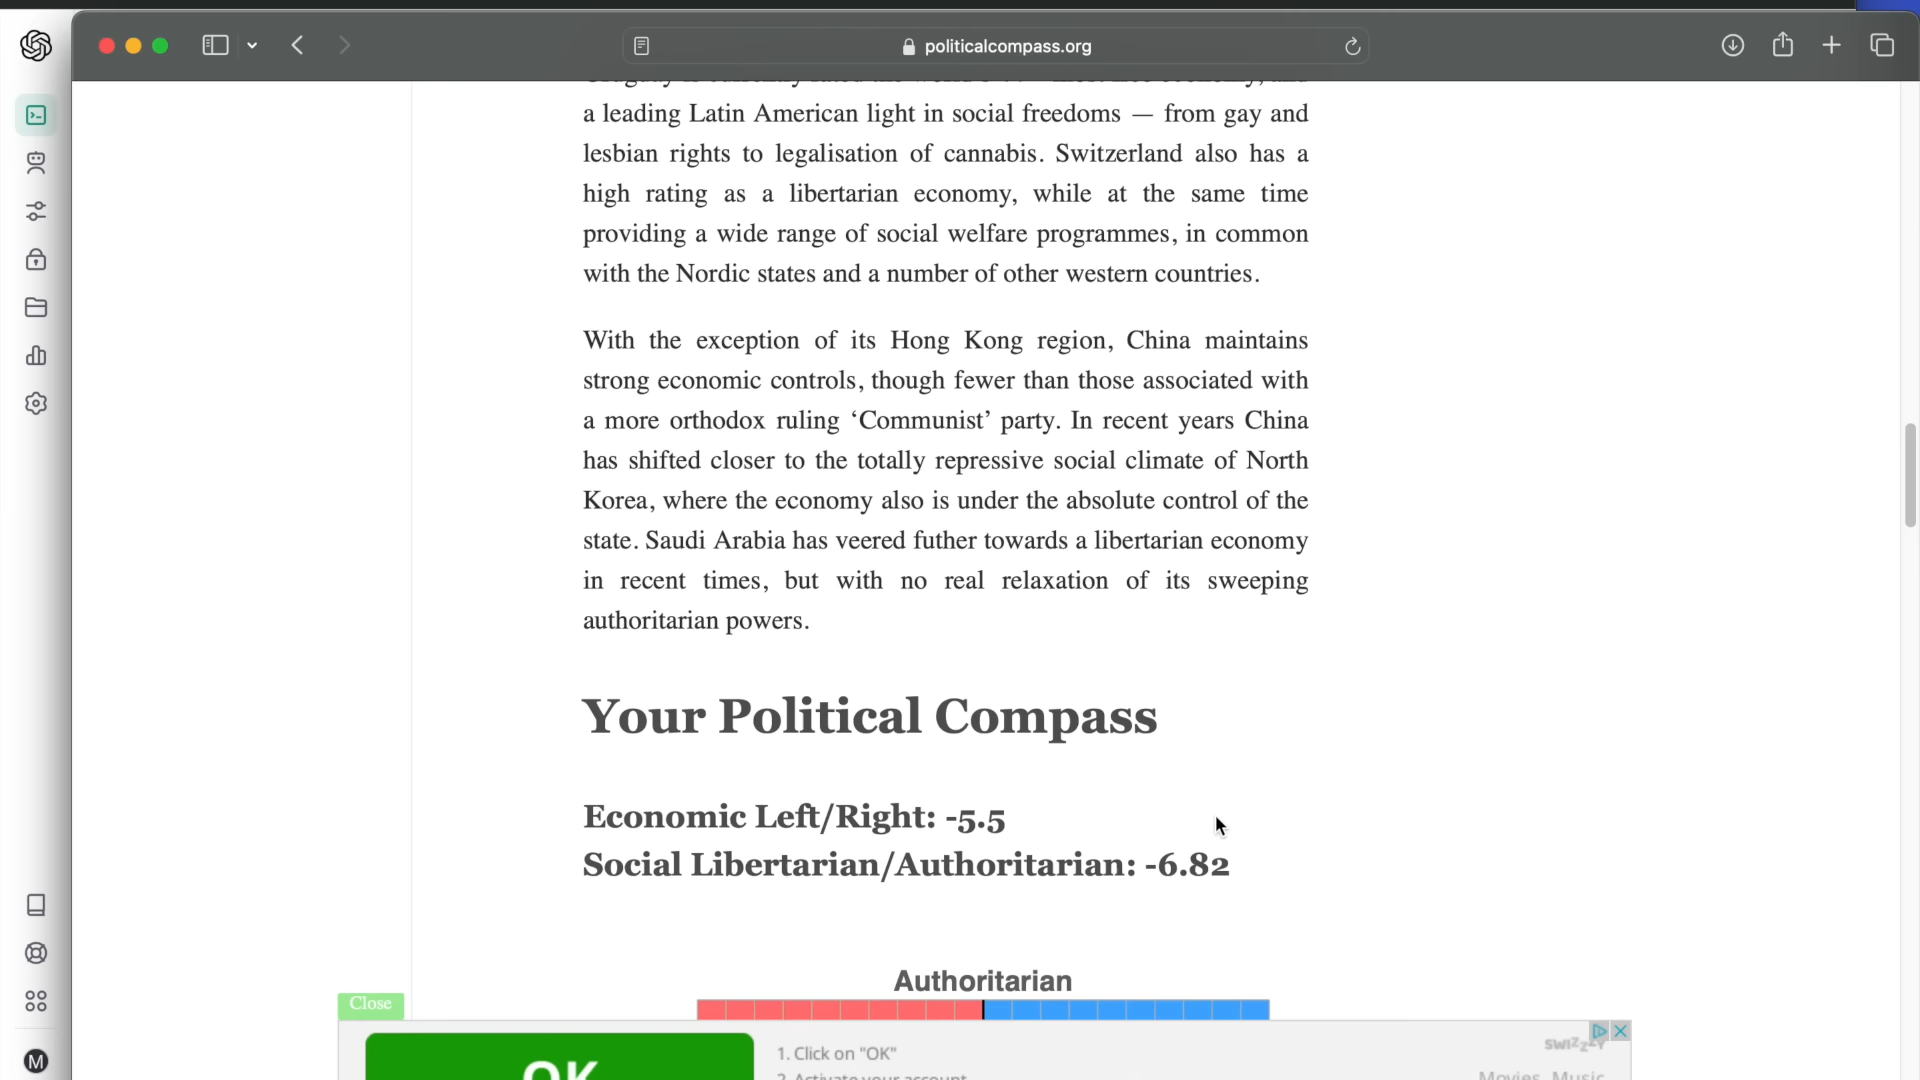 politicalcompass.org
a leading Latin American light in social freedoms — from gay and
lesbian rights to legalisation of cannabis. Switzerland also has a
high rating as a libertarian economy, while at the same time
providing a wide range of social welfare programmes, in common
with the Nordic states and a number of other western countries.
With the exception of its Hong Kong region, China maintains
strong economic controls, though fewer than those associated with
a more orthodox ruling ‘Communist’ party. In recent years China
has shifted closer to the totally repressive social climate of North
Korea, where the economy also is under the absolute control of the
state. Saudi Arabia has veered futher towards a libertarian economy
in recent times, but with no real relaxation of its sweeping
authoritarian powers.
Your Political Compass
Economic Left/Right: -5.5
Social Libertarian/Authoritarian: -6.82
Authoritarian
Close
OK
1. Click on "OK"
2. Activate your account
swizzzy
Movies, Music
M